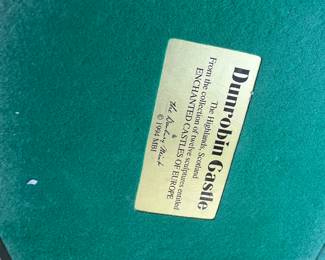 Dunrobin Castle
The Highlands, Scotland
From the collection of twelve sculptures entitled
ENCHANTED CASTLES OF EUROPE
The Danbury Mint
© 1994 MBI